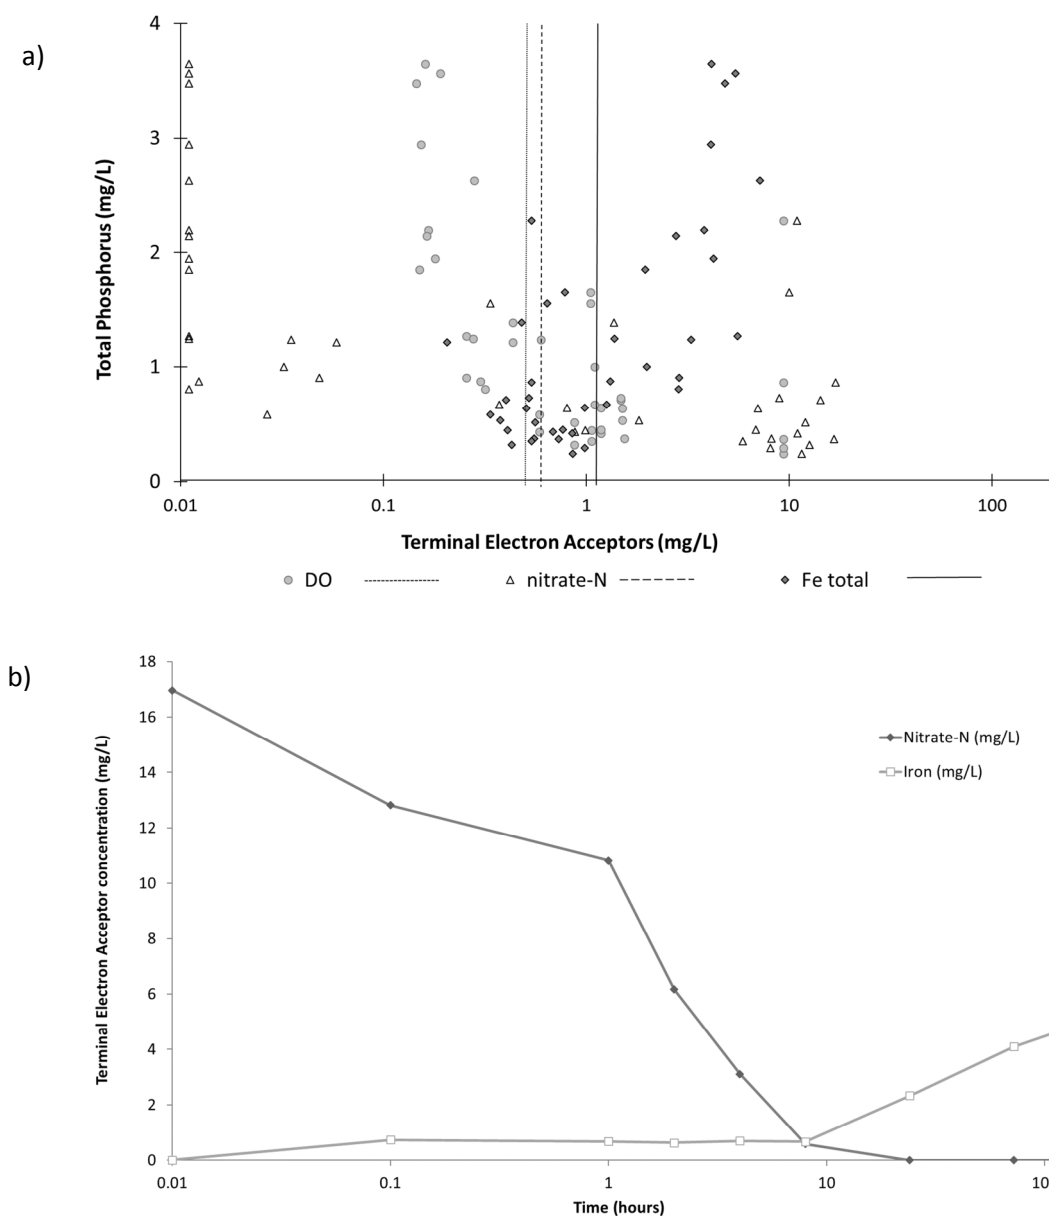 a)
4
3
2
1
0
Total Phosphorus (mg/L)
0.01 0.1 1 10 100
Terminal Electron Acceptors (mg/L)
DO nitrate-N Fe total
b)
18
16
14
12
10
8
6
4
2
0
Terminal Electron Acceptor concentration (mg/L)
Nitrate-N (mg/L)
Iron (mg/L)
0.01 0.1 1 10 10
Time (hours)